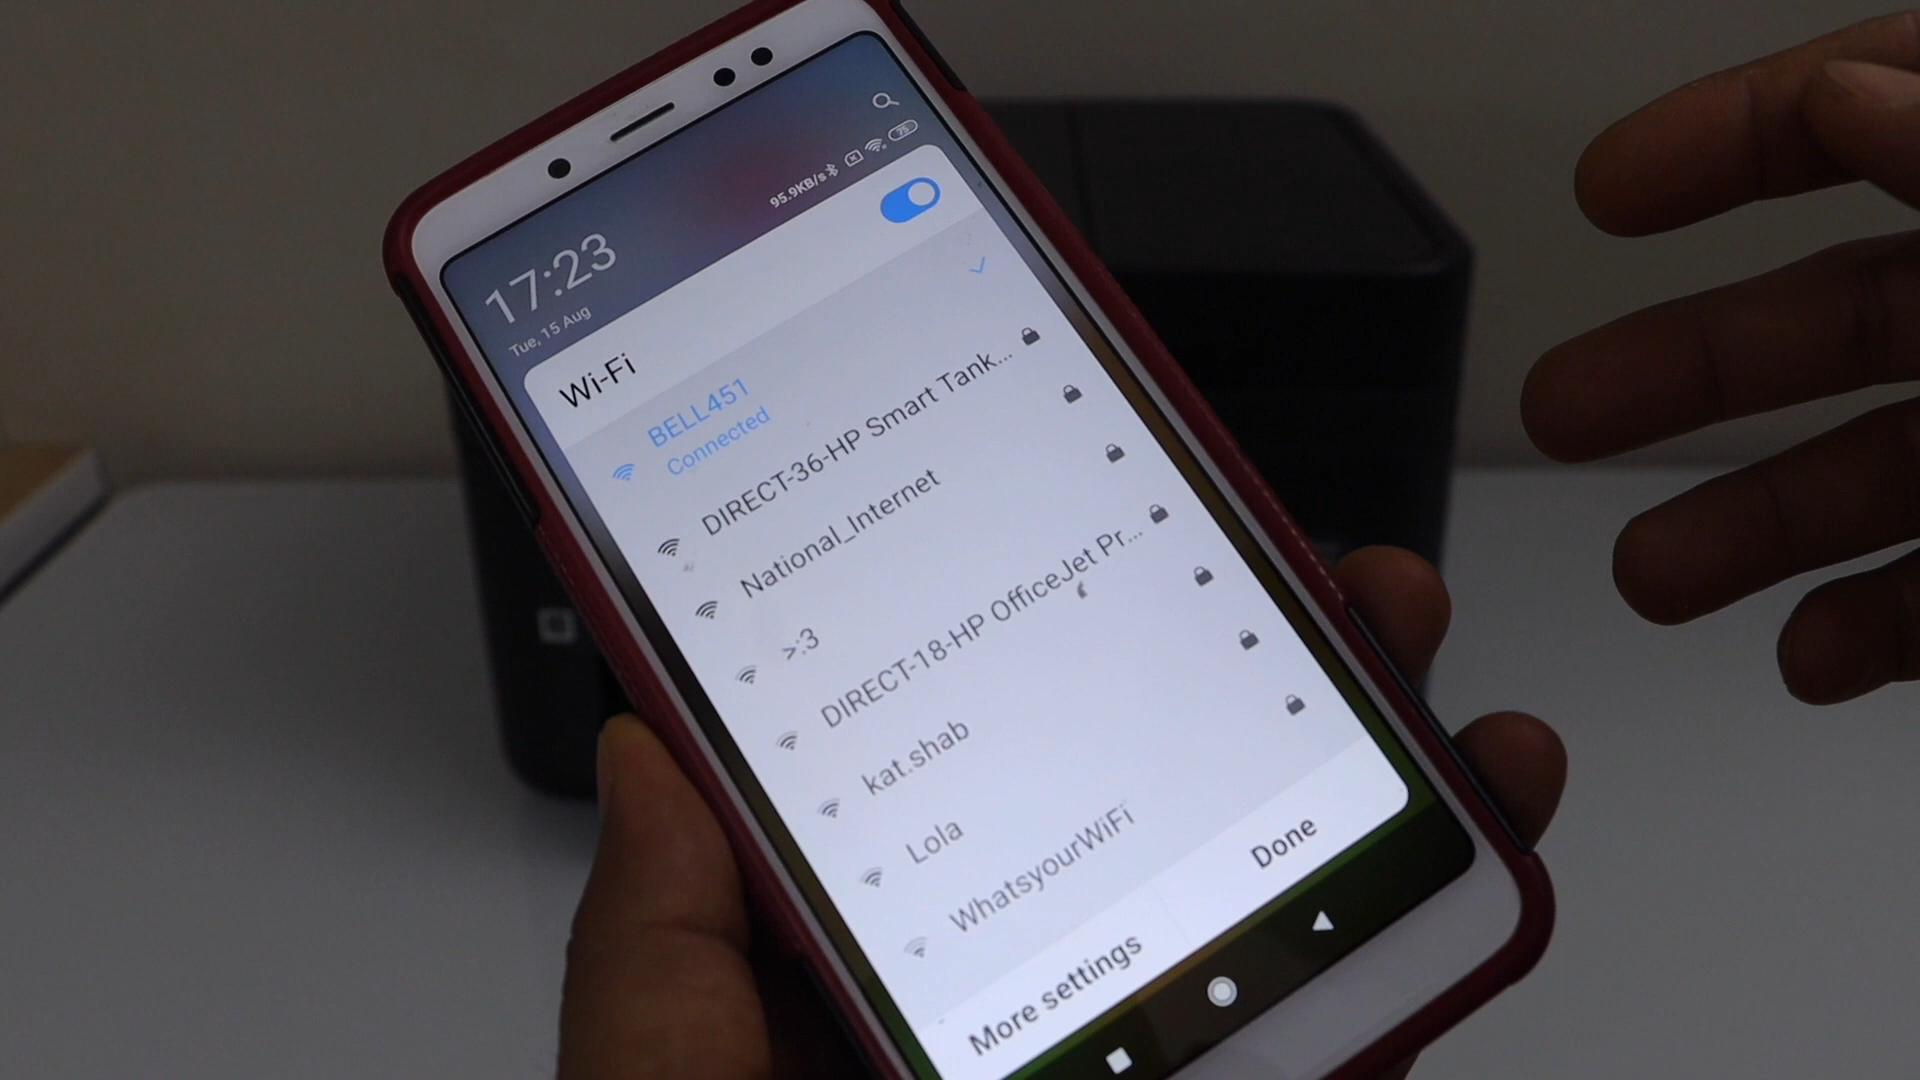 95.9KB/s
25
17:23
Tue, 15 Aug
Wi-Fi
BELL451
Connected
DIRECT-36-HP Smart Tank...
National_Internet
>:3
DIRECT-18-HP OfficeJet Pr...
kat.shab
Lola
WhatsyourWiFi
More settings
Done